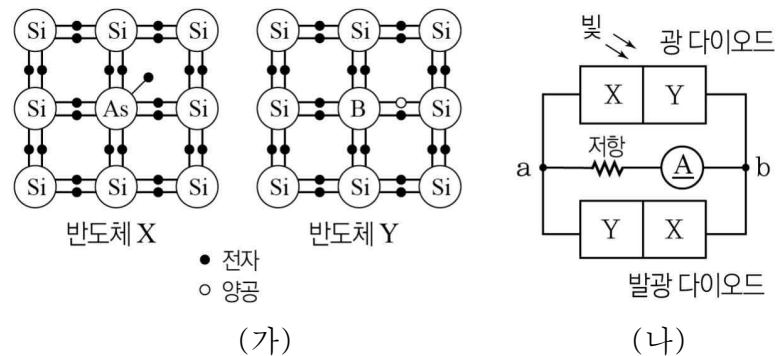 Si Si Si
Si As Si
Si Si Si
반도체 X
Si Si Si
Si B Si
Si Si Si
반도체 Y
● 전자
○ 양공
(가)
빛
광 다이오드
X Y
저항
a A b
Y X
발광 다이오드
(나)